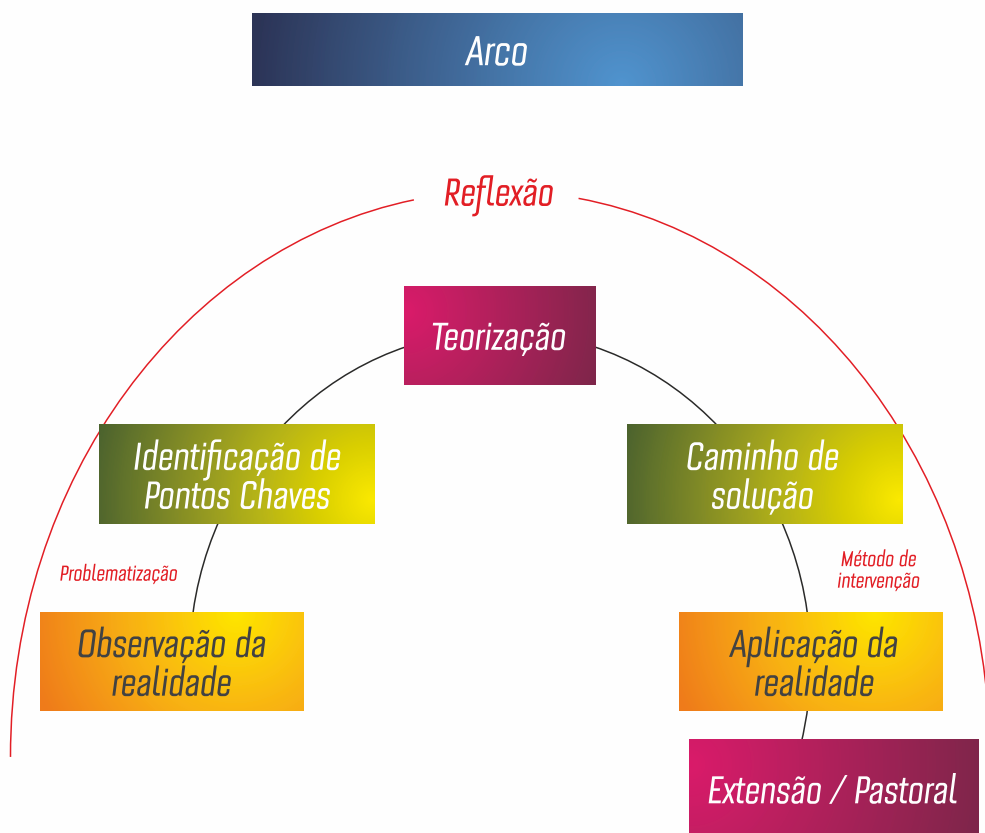 Arco
Reflexão
Teorização
Identificação de
Pontos Chaves
Caminho de
solução
Problematização
Método de
intervenção
Observação da
realidade
Aplicação da
realidade
Extensão / Pastoral